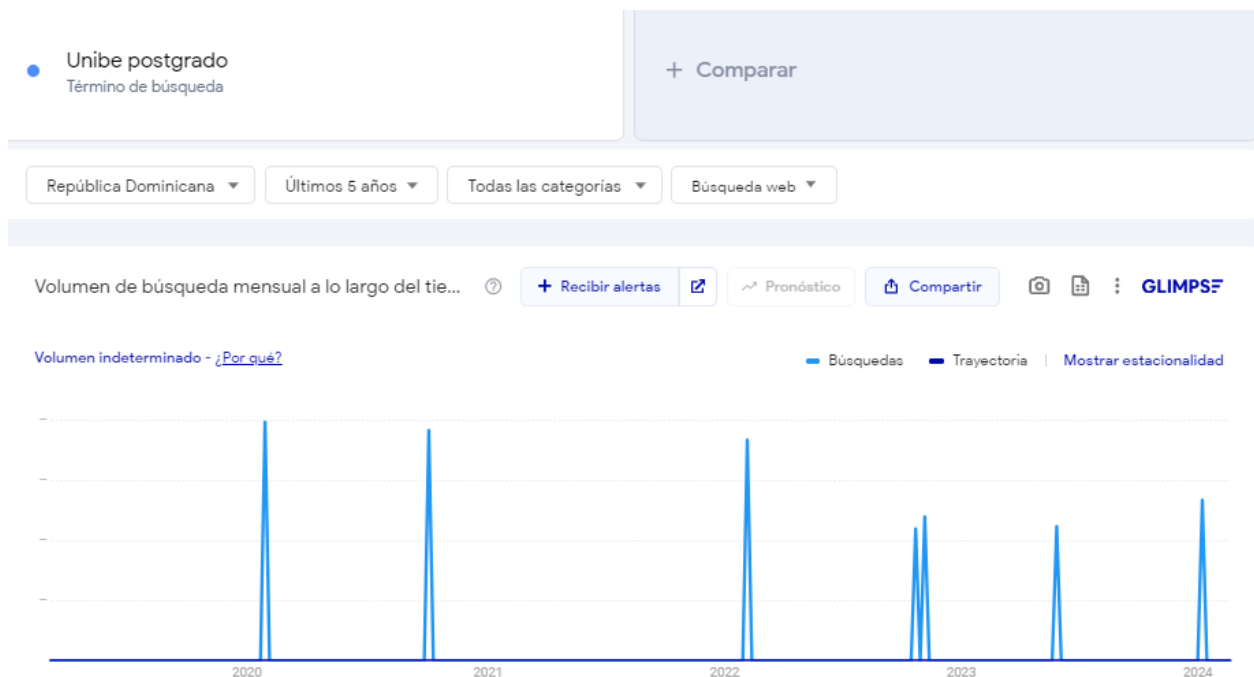 Unibe postgrado
Término de búsqueda
+ Comparar
República Dominicana
Últimos 5 años
Todas las categorías
Búsqueda web
Volumen de búsqueda mensual a lo largo del tie...
+ Recibir alertas
Pronóstico
Compartir
GLIMPSE
Volumen indeterminado - ¿Por qué?
Búsquedas
Trayectoria
Mostrar estacionalidad
2020
2021
2022
2023
2024